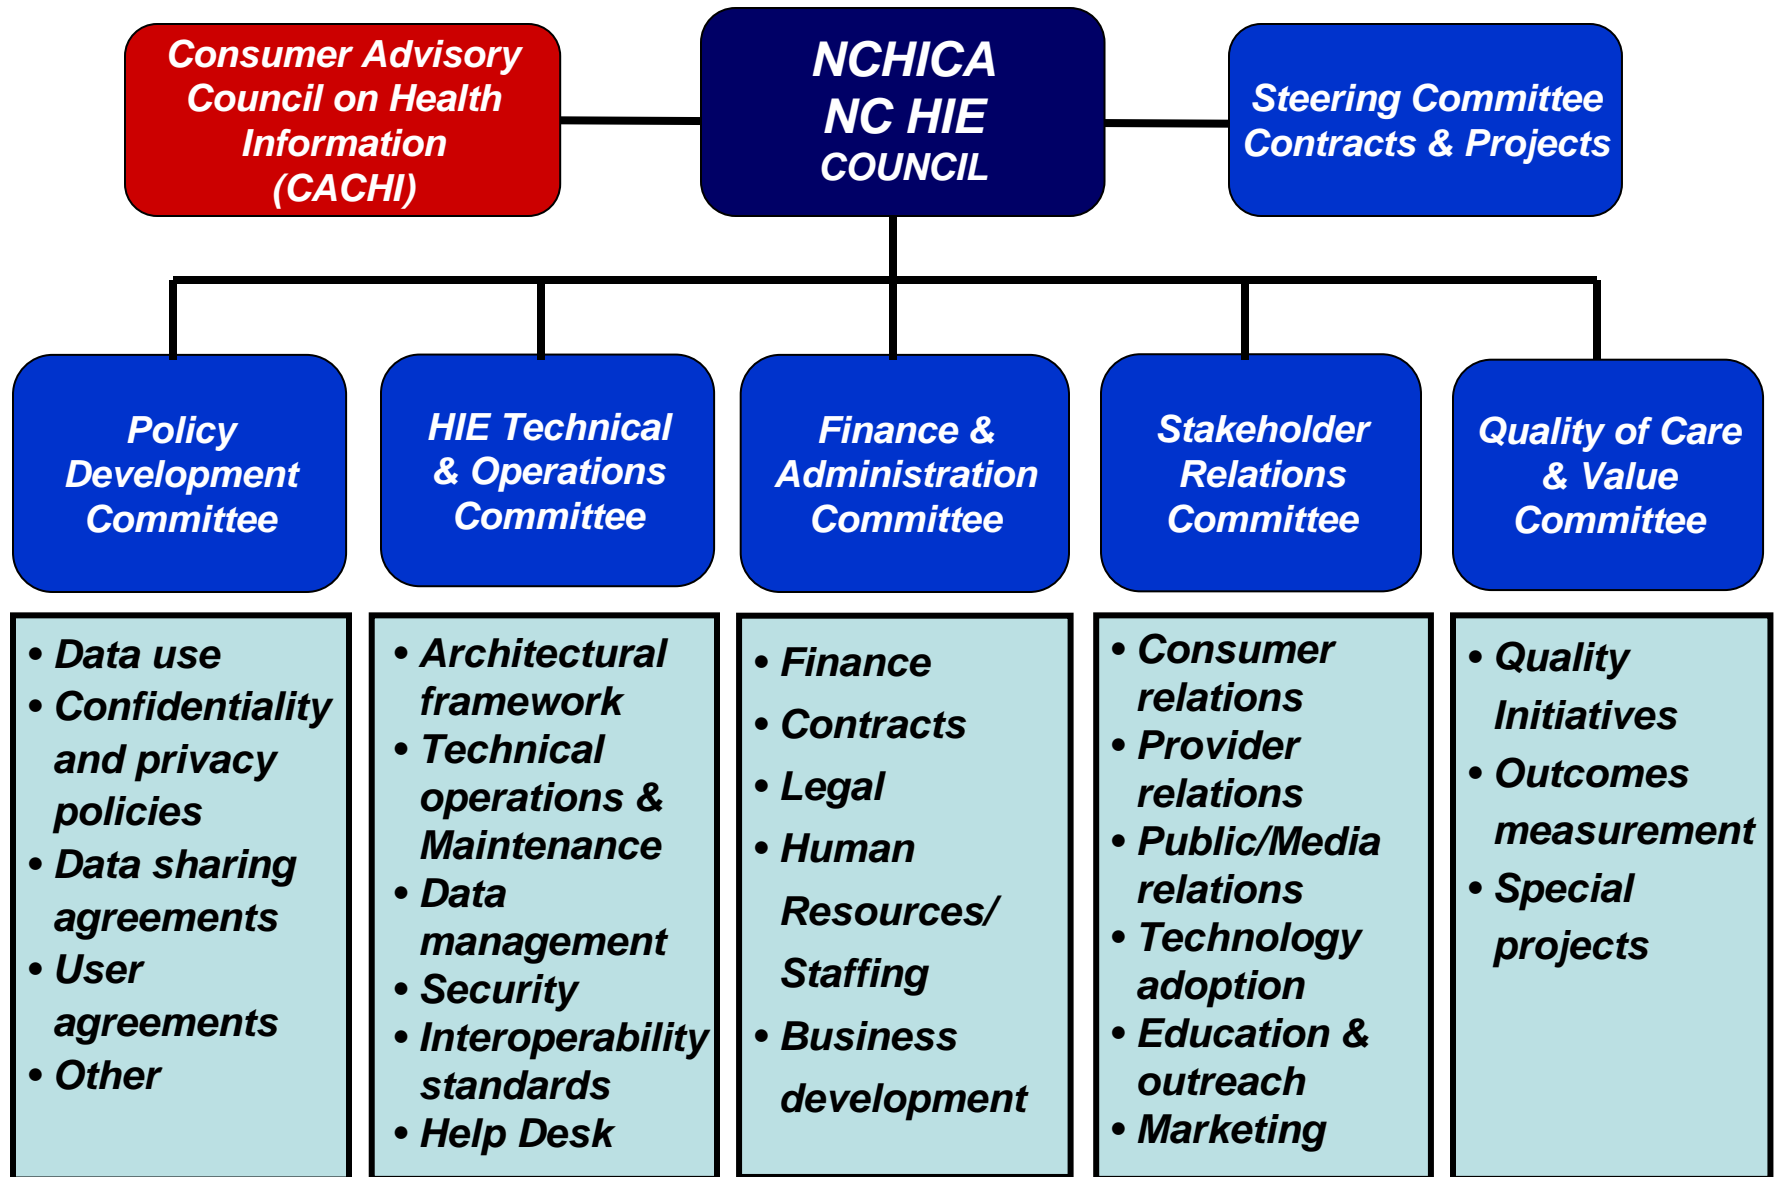 Consumer Advisory
Council on Health
Information
(CACHI)
NCHICA
NC HIE
COUNCIL
Steering Committee
Contracts & Projects
Policy
Development
Committee
HIE Technical
& Operations
Committee
Finance &
Administration
Committee
Stakeholder
Relations
Committee
Quality of Care
& Value
Committee
• Data use
• Confidentiality
and privacy
policies
• Data sharing
agreements
• User
agreements
• Other
• Architectural
framework
• Technical
operations &
Maintenance
• Data
management
• Security
• Interoperability
standards
• Help Desk
• Finance
• Contracts
• Legal
• Human
Resources/
Staffing
• Business
development
• Consumer
relations
• Provider
relations
• Public/Media
relations
• Technology
adoption
• Education &
outreach
• Marketing
• Quality
Initiatives
• Outcomes
measurement
• Special
projects